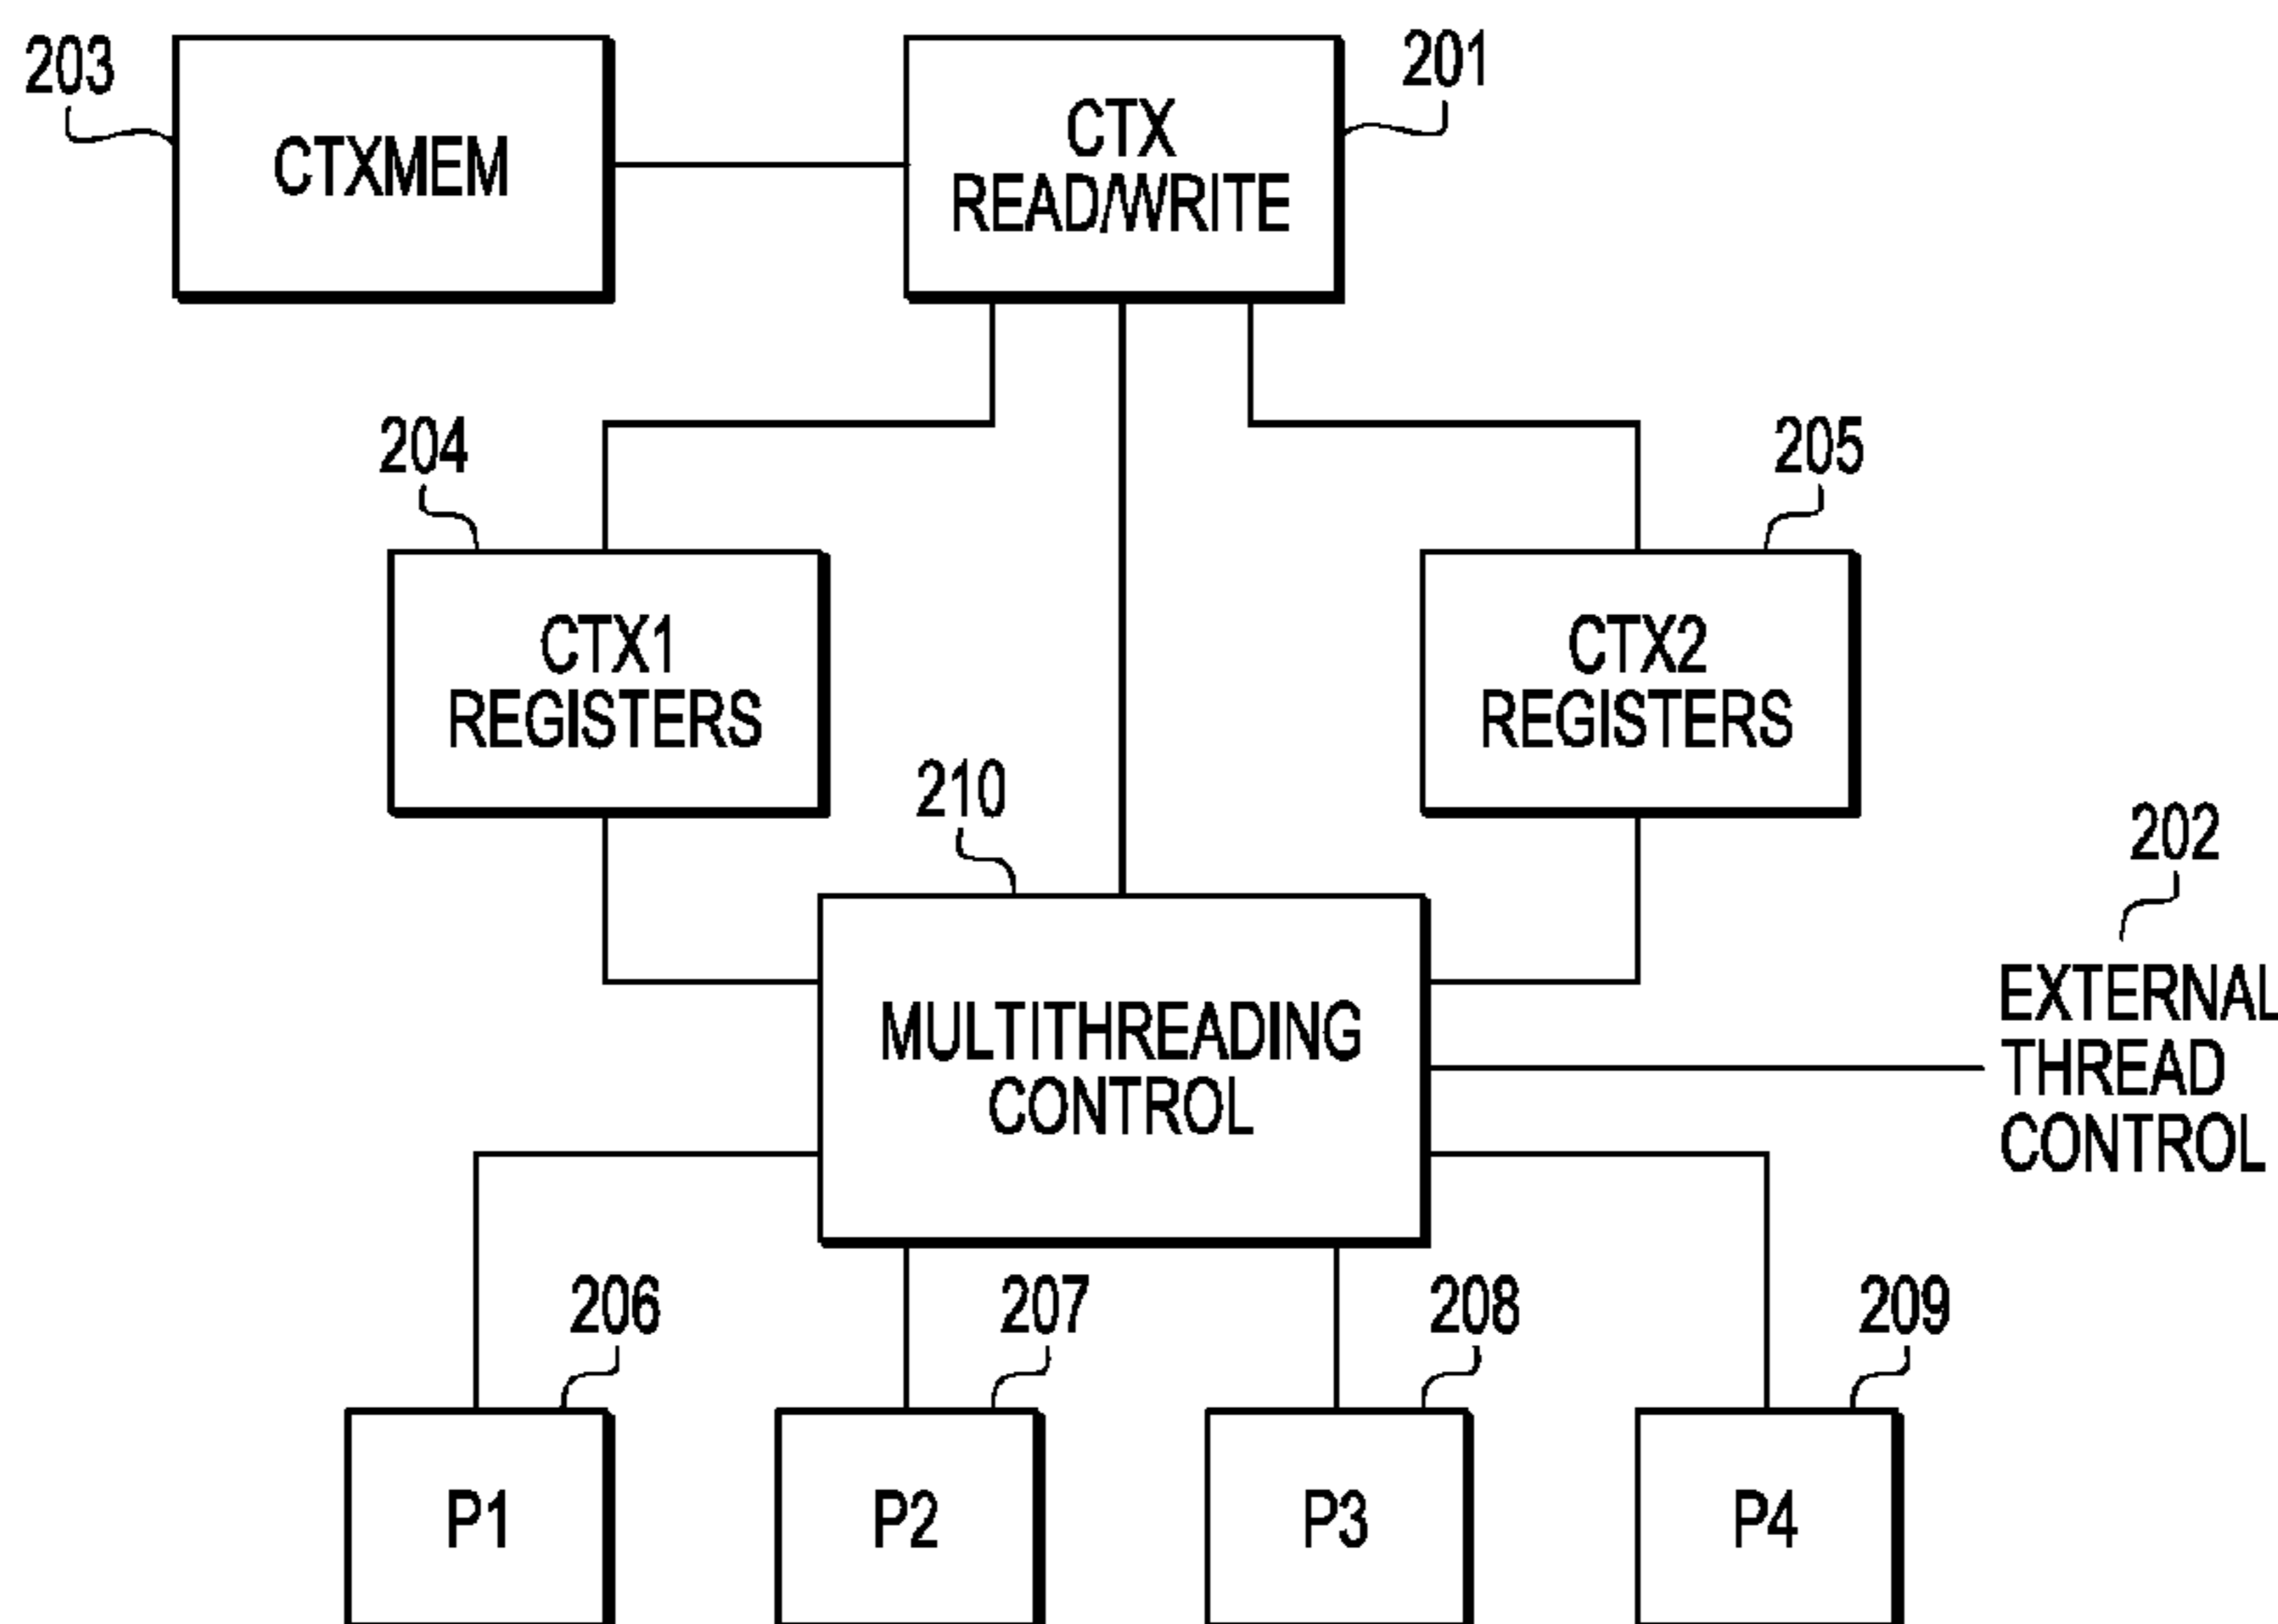 203
CTXMEM
201
CTX
READ/WRITE
204
CTX1
REGISTERS
205
CTX2
REGISTERS
210
MULTITHREADING
CONTROL
202
EXTERNAL
THREAD
CONTROL
206
P1
207
P2
208
P3
209
P4